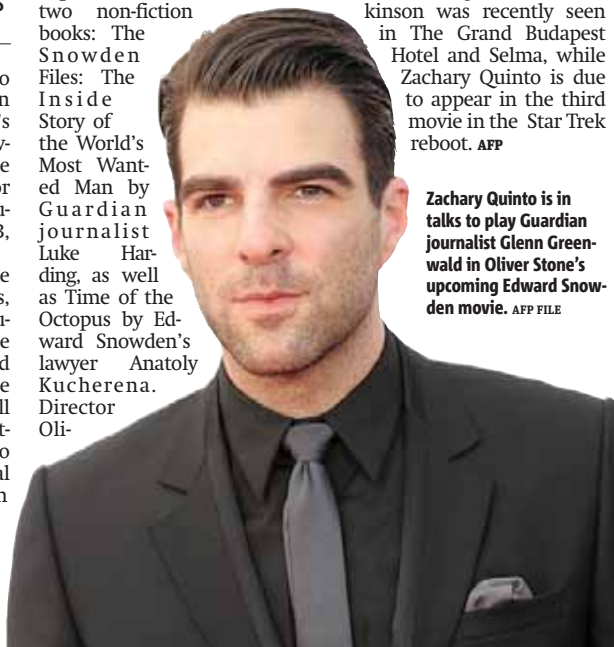 two non-fiction
books: The
Snowden
Files: The
Inside
Story of
the World's
Most Want-
ed Man by
Guardian
journalist
Luke Har-
ding, as well
as Time of the
Octopus by Ed-
ward Snowden's
lawyer Anatoly
Kucherena.
Director
Oli-
kinson was recently seen
in The Grand Budapest
Hotel and Selma, while
Zachary Quinto is due
to appear in the third
movie in the Star Trek
reboot. AFP
Zachary Quinto is in
talks to play Guardian
journalist Glenn Green-
wald in Oliver Stone's
upcoming Edward Snow-
den movie. AFP FILE